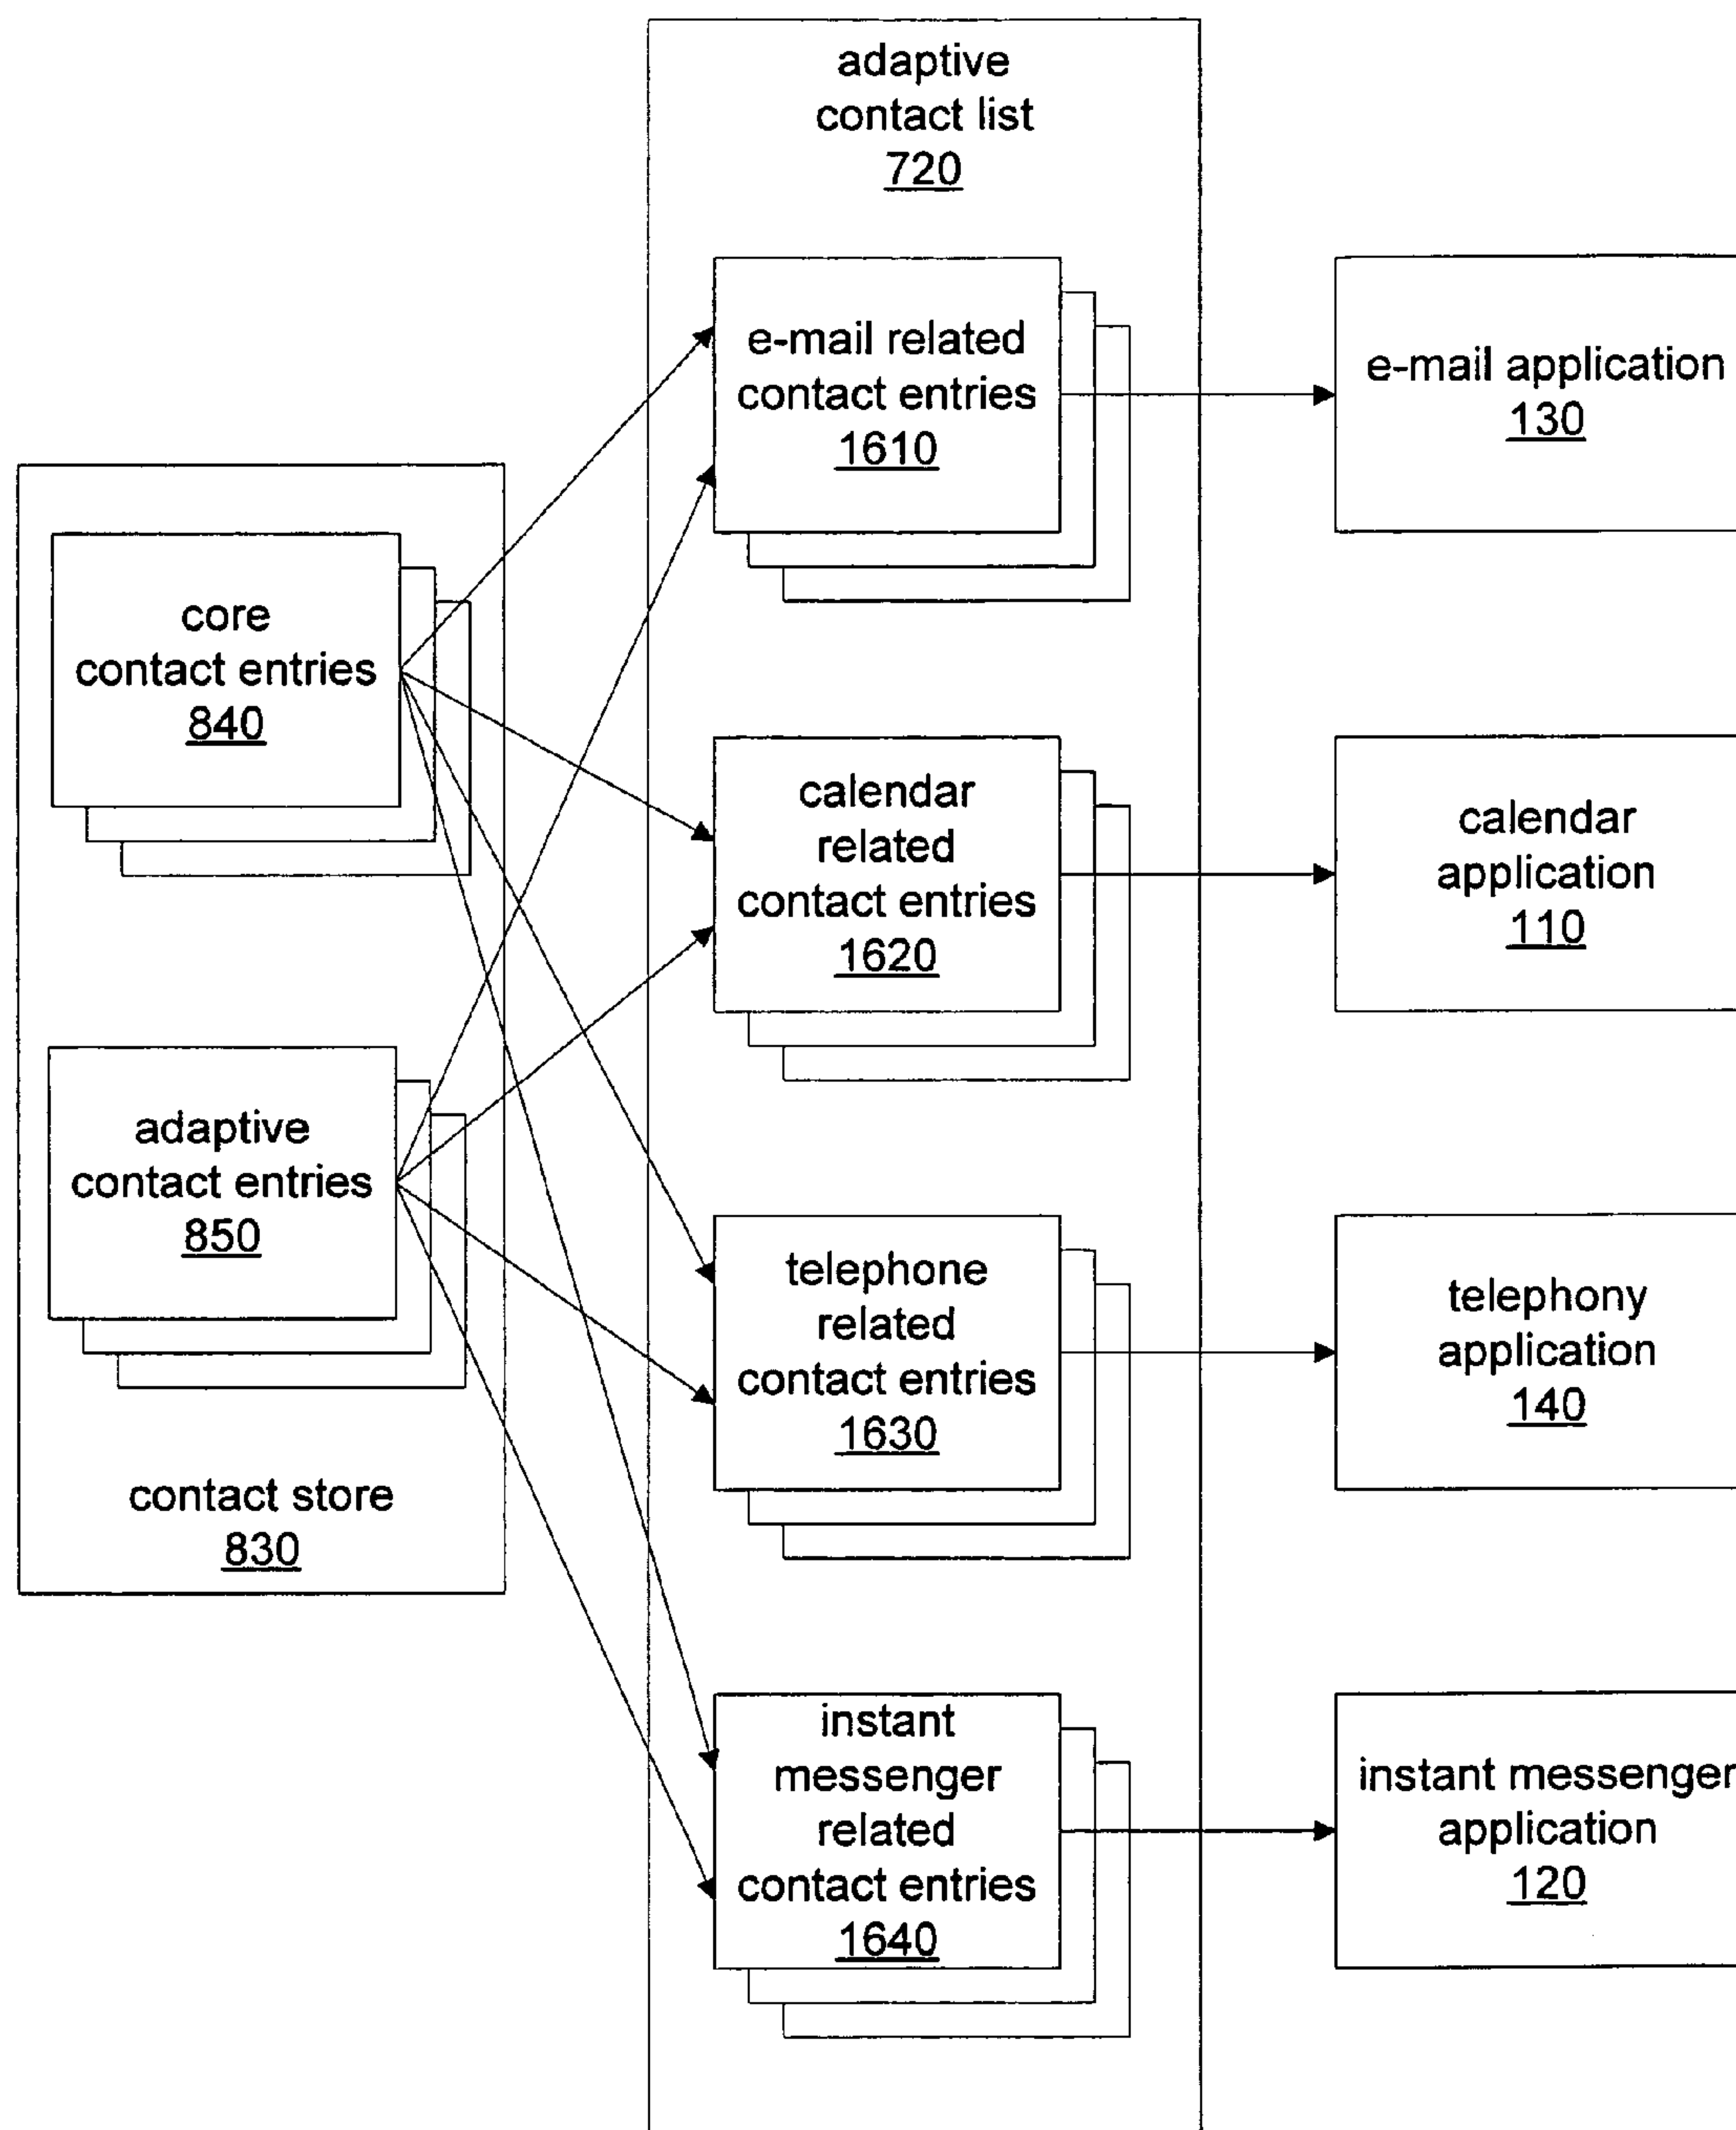 adaptive
contact list
720
e-mail related
contact entries
1610
e-mail application
130
core
contact entries
840
calendar
related
contact entries
1620
calendar
application
110
adaptive
contact entries
850
telephone
related
contact entries
1630
telephony
application
140
contact store
830
instant
messenger
related
contact entries
1640
instant messenger
application
120